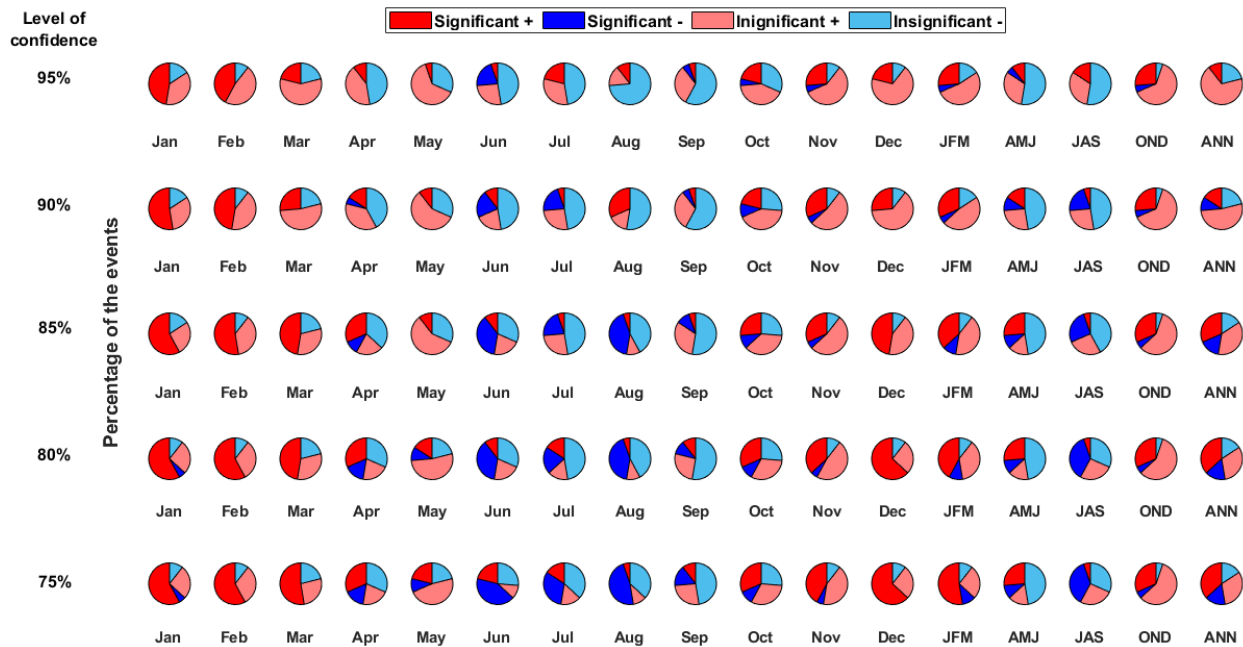 Level of
confidence
Significant + Significant - Inignificant + Insignificant -
95%
Jan Feb Mar Apr May Jun Jul Aug Sep Oct Nov Dec JFM AMJ JAS OND ANN
90%
Jan Feb Mar Apr May Jun Jul Aug Sep Oct Nov Dec JFM AMJ JAS OND ANN
Percentage of the events
85%
Jan Feb Mar Apr May Jun Jul Aug Sep Oct Nov Dec JFM AMJ JAS OND ANN
80%
Jan Feb Mar Apr May Jun Jul Aug Sep Oct Nov Dec JFM AMJ JAS OND ANN
75%
Jan Feb Mar Apr May Jun Jul Aug Sep Oct Nov Dec JFM AMJ JAS OND ANN